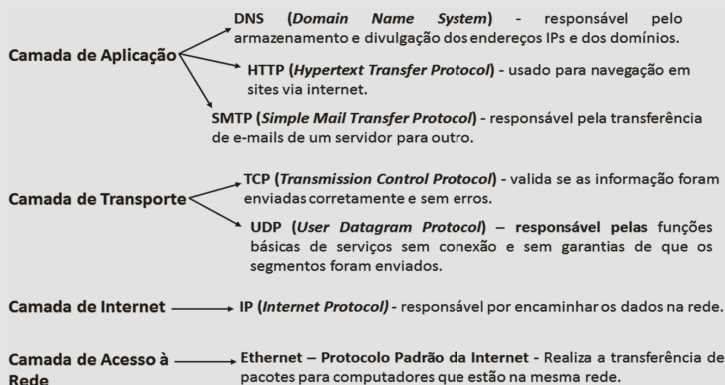 Camada de Aplicação
DNS (Domain Name System) - responsável pelo
armazenamento e divulgação dos endereços IPs e dos domínios.
HTTP (Hypertext Transfer Protocol) - usado para navegação em
sites via internet.
SMTP (Simple Mail Transfer Protocol) - responsável pela transferência
de e-mails de um servidor para outro.
Camada de Transporte
TCP (Transmission Control Protocol) - valida se as informação foram
enviadas corretamente e sem erros.
UDP (User Datagram Protocol) – responsável pelas funções
básicas de serviços sem conexão e sem garantias de que os
segmentos foram enviados.
Camada de Internet
IP (Internet Protocol) - responsável por encaminhar os dados na rede.
Camada de Acesso à
Rede
Ethernet – Protocolo Padrão da Internet - Realiza a transferência de
pacotes para computadores que estão na mesma rede.